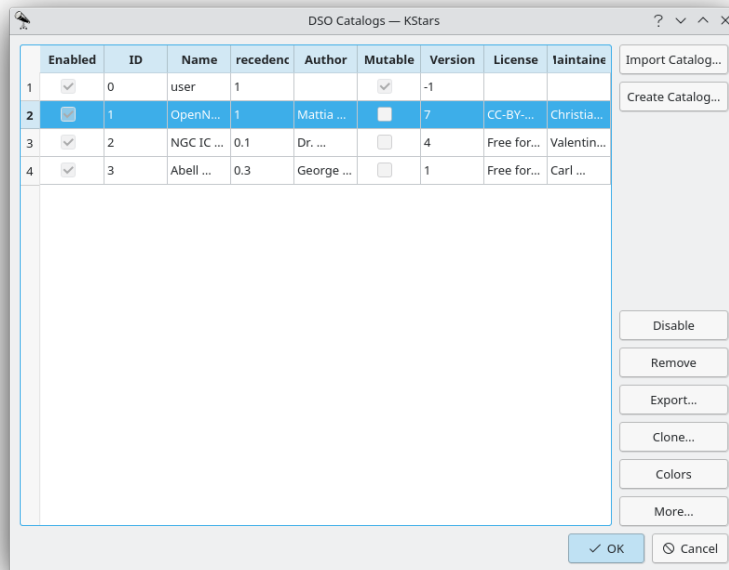 DSO Catalogs — KStars
Enabled ID Name recedenc Author Mutable Version License Maintaine
1 0 user 1 -1
2 1 OpenN... 1 Mattia ... 7 CC-BY-... Christia...
3 2 NGC IC ... 0.1 Dr. ... 4 Free for... Valentin...
4 3 Abell ... 0.3 George ... 1 Free for... Carl ...
Import Catalog...
Create Catalog...
Disable
Remove
Export...
Clone...
Colors
More...
OK Cancel